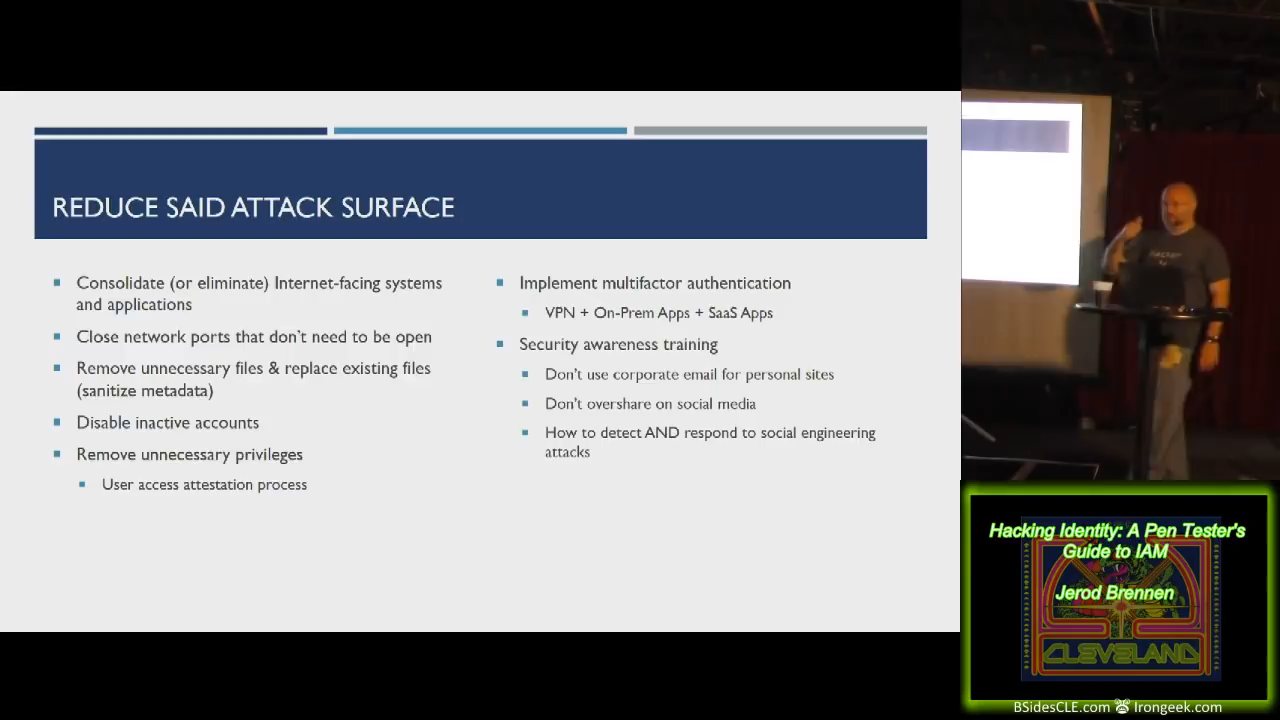 REDUCE SAID ATTACK SURFACE
Consolidate (or eliminate) Internet-facing systems
and applications
Close network ports that don't need to be open
Remove unnecessary files & replace existing files
(sanitize metadata)
Disable inactive accounts
Remove unnecessary privileges
User access attestation process
Implement multifactor authentication
VPN + On-Prem Apps + SaaS Apps
Security awareness training
Don't use corporate email for personal sites
Don't overshare on social media
How to detect AND respond to social engineering
attacks
Hacking Identity: A Pen Tester's
Guide to IAM
Jerod Brennen
CLEVELAND
BSidesCLE.com Irongeek.com